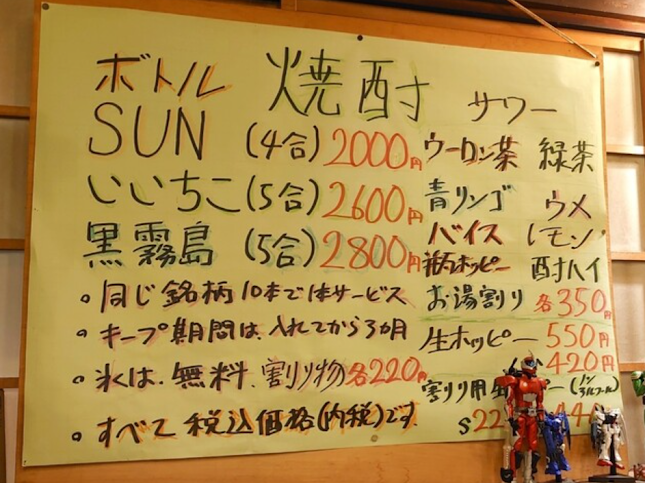 ボトル 焼酎 サワー
SUN (4合) 2000円
いいちこ (5合) 2600円
黒霧島 (5合) 2800円
• 同じ銘柄10本で1本サービス
• キープ期間は、入れてから3ヵ月
• 氷は、無料、割り物各220円
• すべて税込価格(内税)です
ウーロン茶 緑茶
青リンゴ ウメ
バイス レモン
ホッピー 酎ハイ
お湯割り 各350円
生ホッピー 550円
420円
割り用生
S 22